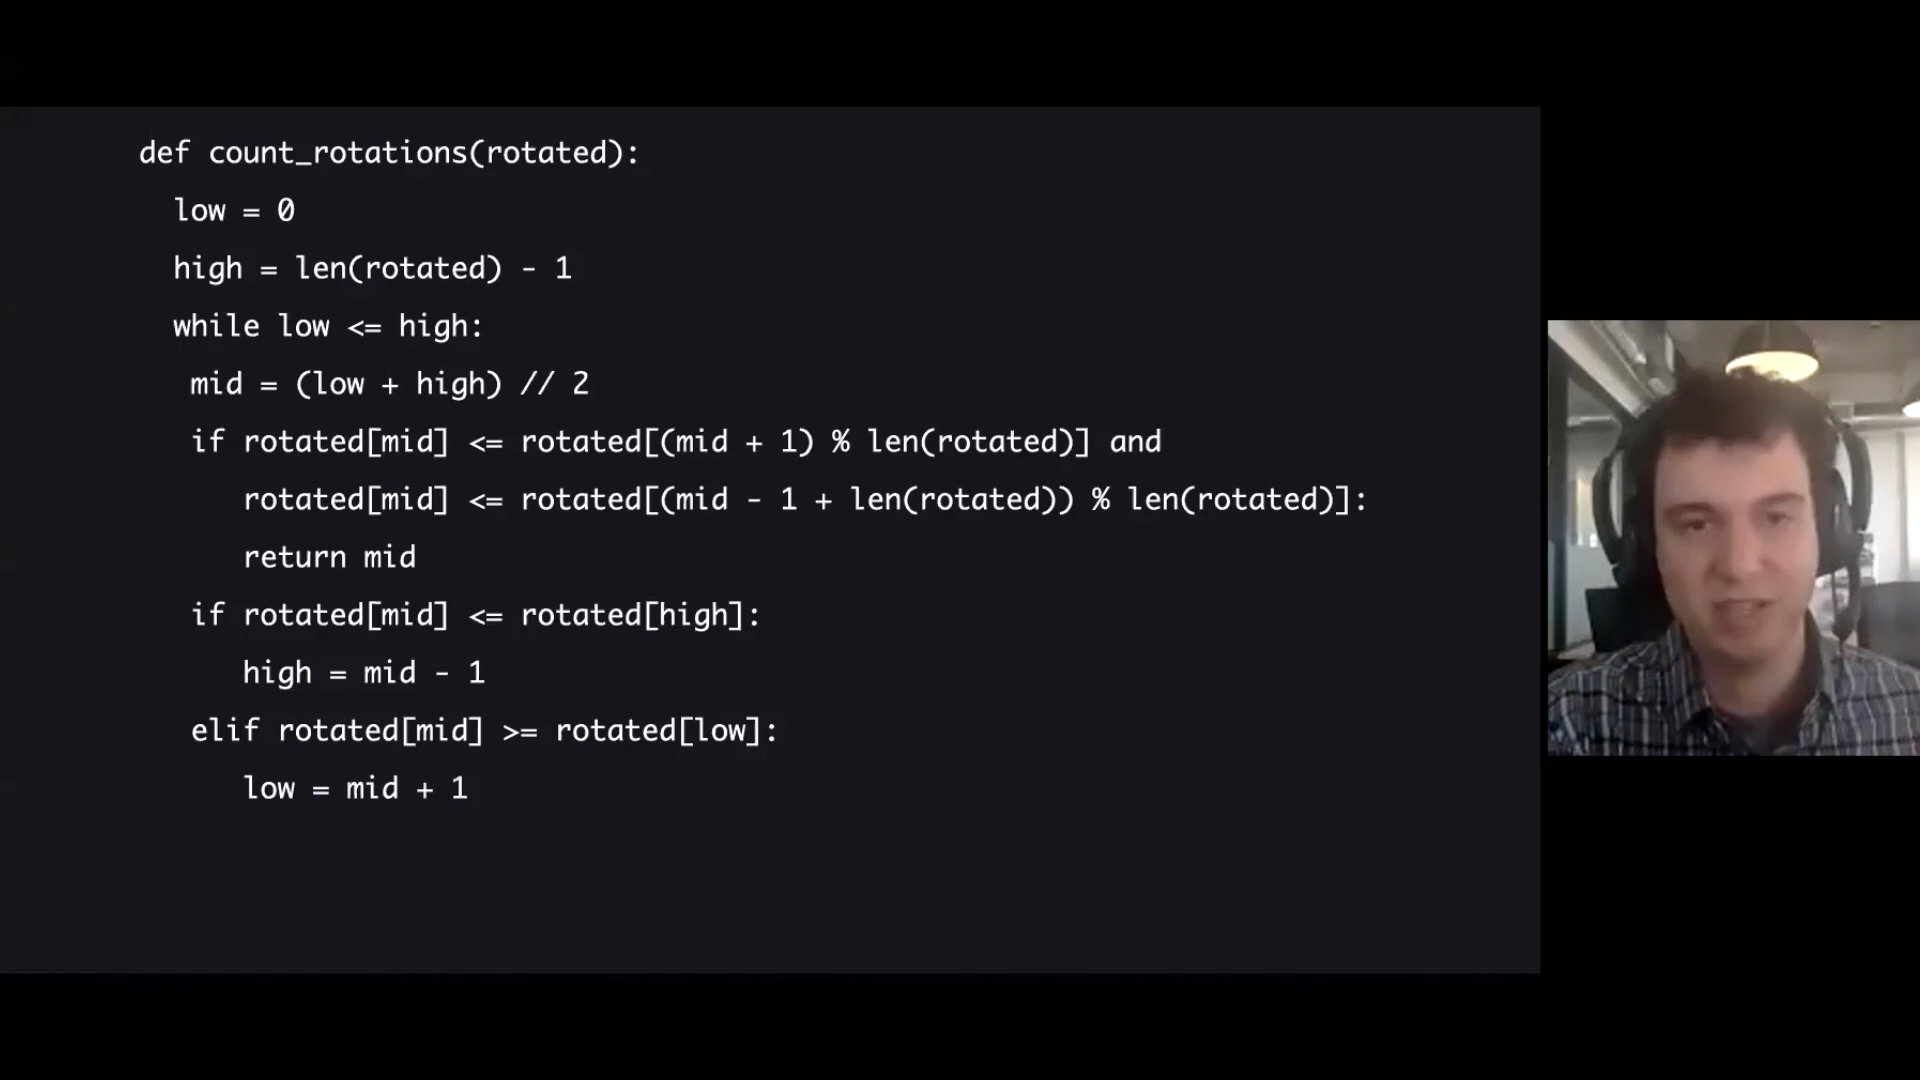 def count_rotations(rotated):
low = 0
high = len(rotated) - 1
while low <= high:
mid = (low + high) // 2
if rotated[mid] <= rotated[(mid + 1) % len(rotated)] and
rotated[mid] <= rotated[(mid - 1 + len(rotated)) % len(rotated)]:
return mid
if rotated[mid] <= rotated[high]:
high = mid - 1
elif rotated[mid] >= rotated[low]:
low = mid + 1